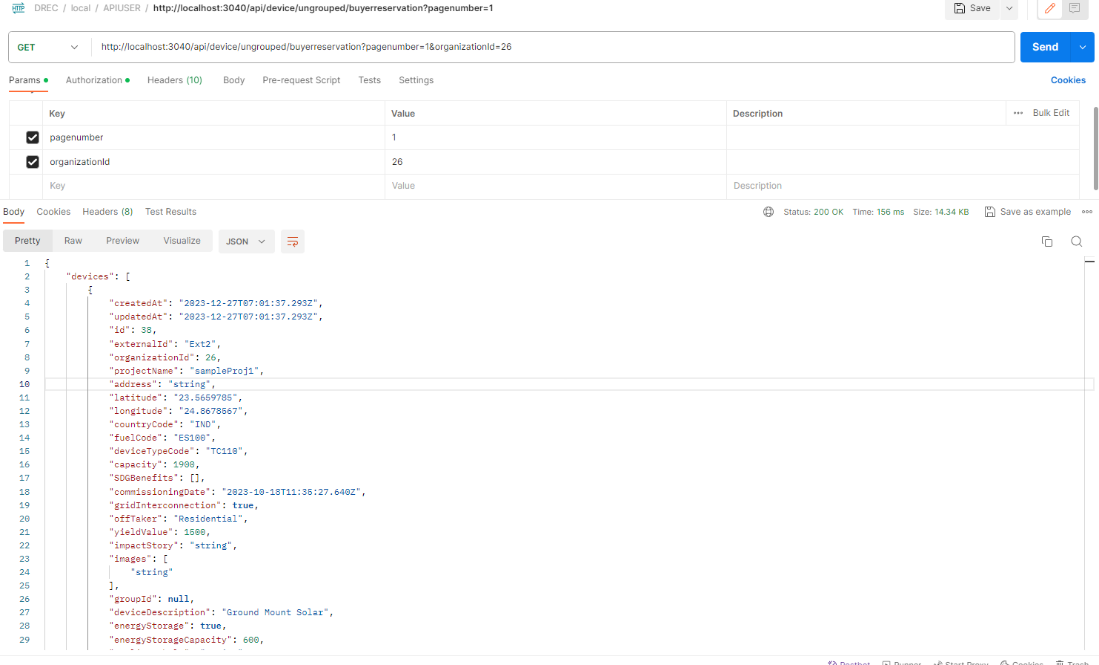 DREC / local / APIUSER / http://localhost:3040/api/device/ungrouped/buyerreservation?pagenumber=1
Save
GET http://localhost:3040/api/device/ungrouped/buyerreservation?pagenumber=1&organizationId=26 Send
Params Authorization Headers (10) Body Pre-request Script Tests Settings Cookies
Key Value Description Bulk Edit
pagenumber 1
organizationId 26
Key Value Description
Body Cookies Headers (8) Test Results Status: 200 OK Time: 156 ms Size: 14.34 KB Save as example
Pretty Raw Preview Visualize JSON
1 {
2 "devices": [
3 {
4 "createdAt": "2023-12-27T07:01:37.293Z",
5 "updatedAt": "2023-12-27T07:01:37.293Z",
6 "id": 38,
7 "externalId": "Ext2",
8 "organizationId": 26,
9 "projectName": "sampleProj1",
10 "address": "string",
11 "latitude": "23.5659785",
12 "longitude": "24.8678567",
13 "countryCode": "IND",
14 "fuelCode": "ES100",
15 "deviceTypeCode": "TC110",
16 "capacity": 1900,
17 "SDGBenefits": [],
18 "commissioningDate": "2023-10-18T11:35:27.640Z",
19 "gridInterconnection": true,
20 "offTaker": "Residential",
21 "yieldValue": 1500,
22 "impactStory": "string",
23 "images": [
24 "string"
25 ],
26 "groupId": null,
27 "deviceDescription": "Ground Mount Solar",
28 "energyStorage": true,
29 "energyStorageCapacity": 600,
Postbot Runner Start Proxy Cookies Trash